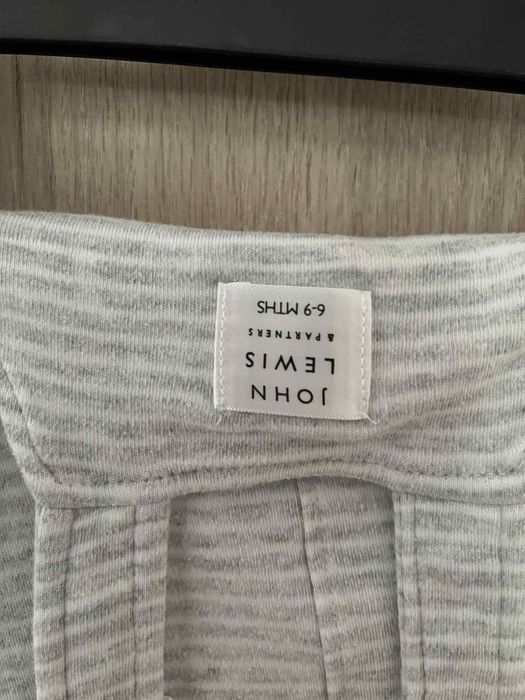 JOHN
LEWIS
& PARTNERS
6-9 MTHS